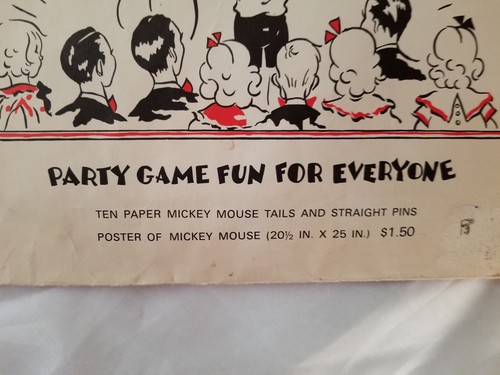 PARTY GAME FUN FOR EVERYONE
TEN PAPER MICKEY MOUSE TAILS AND STRAIGHT PINS
POSTER OF MICKEY MOUSE (20½ IN. X 25 IN.) $1.50